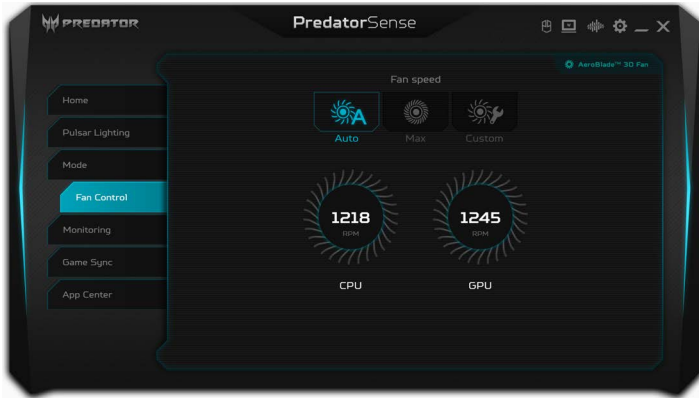 PREDATOR
PredatorSense
AeroBlade™ 3D Fan
Fan speed
Auto
Max
Custom
Home
Pulsar Lighting
Mode
Fan Control
Monitoring
Game Sync
App Center
1218
RPM
CPU
1245
RPM
GPU